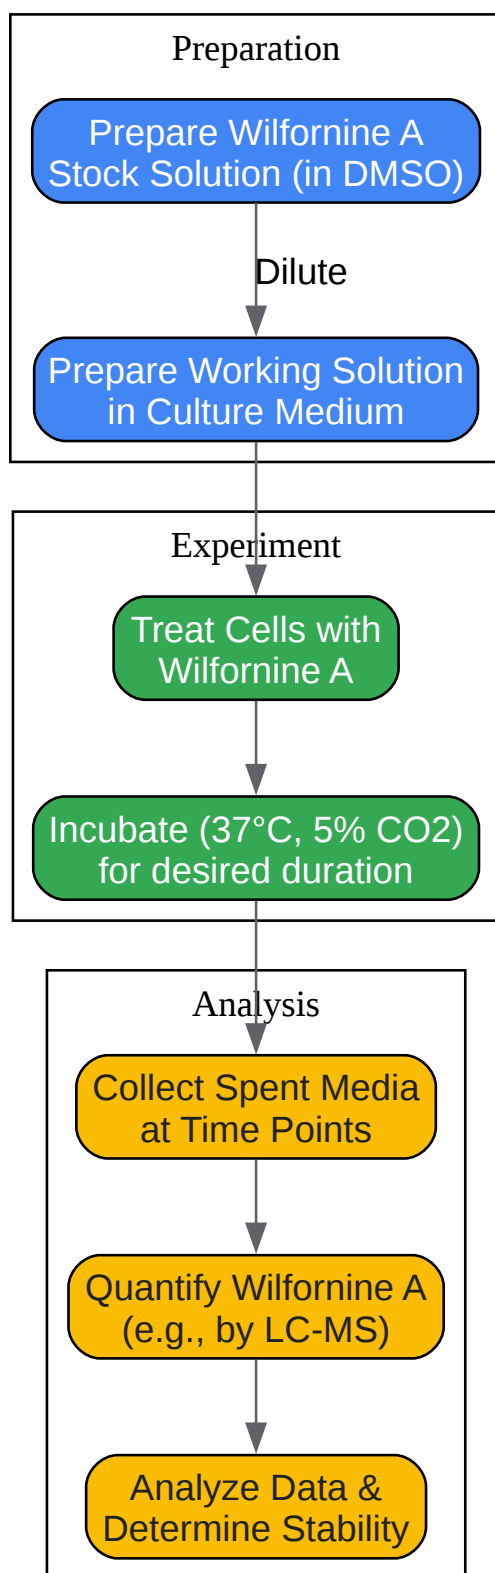 Preparation
Prepare Wilfornine A
Stock Solution (in DMSO)
Dilute
Prepare Working Solution
in Culture Medium
Experiment
Treat Cells with
Wilfornine A
Incubate (37°C, 5% CO2)
for desired duration
Analysis
Collect Spent Media
at Time Points
Quantify Wilfornine A
(e.g., by LC-MS)
Analyze Data &
Determine Stability